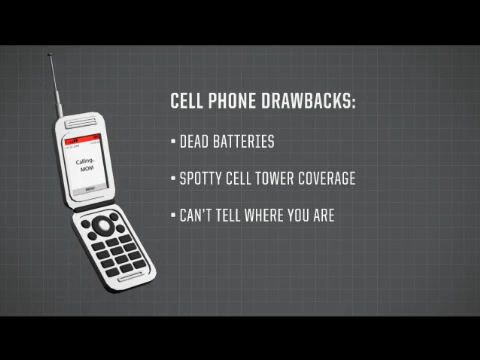 CELL PHONE DRAWBACKS:
▪ DEAD BATTERIES
Calling,
MOM
▪ SPOTTY CELL TOWER COVERAGE
▪ CAN'T TELL WHERE YOU ARE